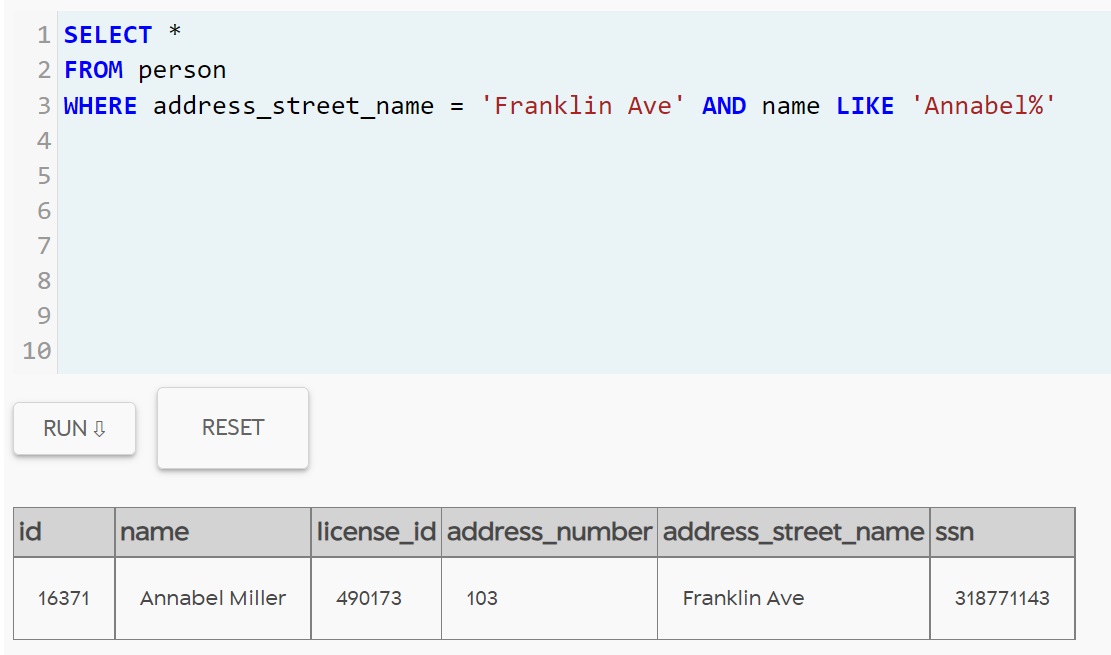 1 SELECT *
2 FROM person
3 WHERE address_street_name = 'Franklin Ave' AND name LIKE 'Annabel%'
4
5
6
7
8
9
10
RUN ⇩ RESET
id name license_id address_number address_street_name ssn
16371 Annabel Miller 490173 103 Franklin Ave 318771143